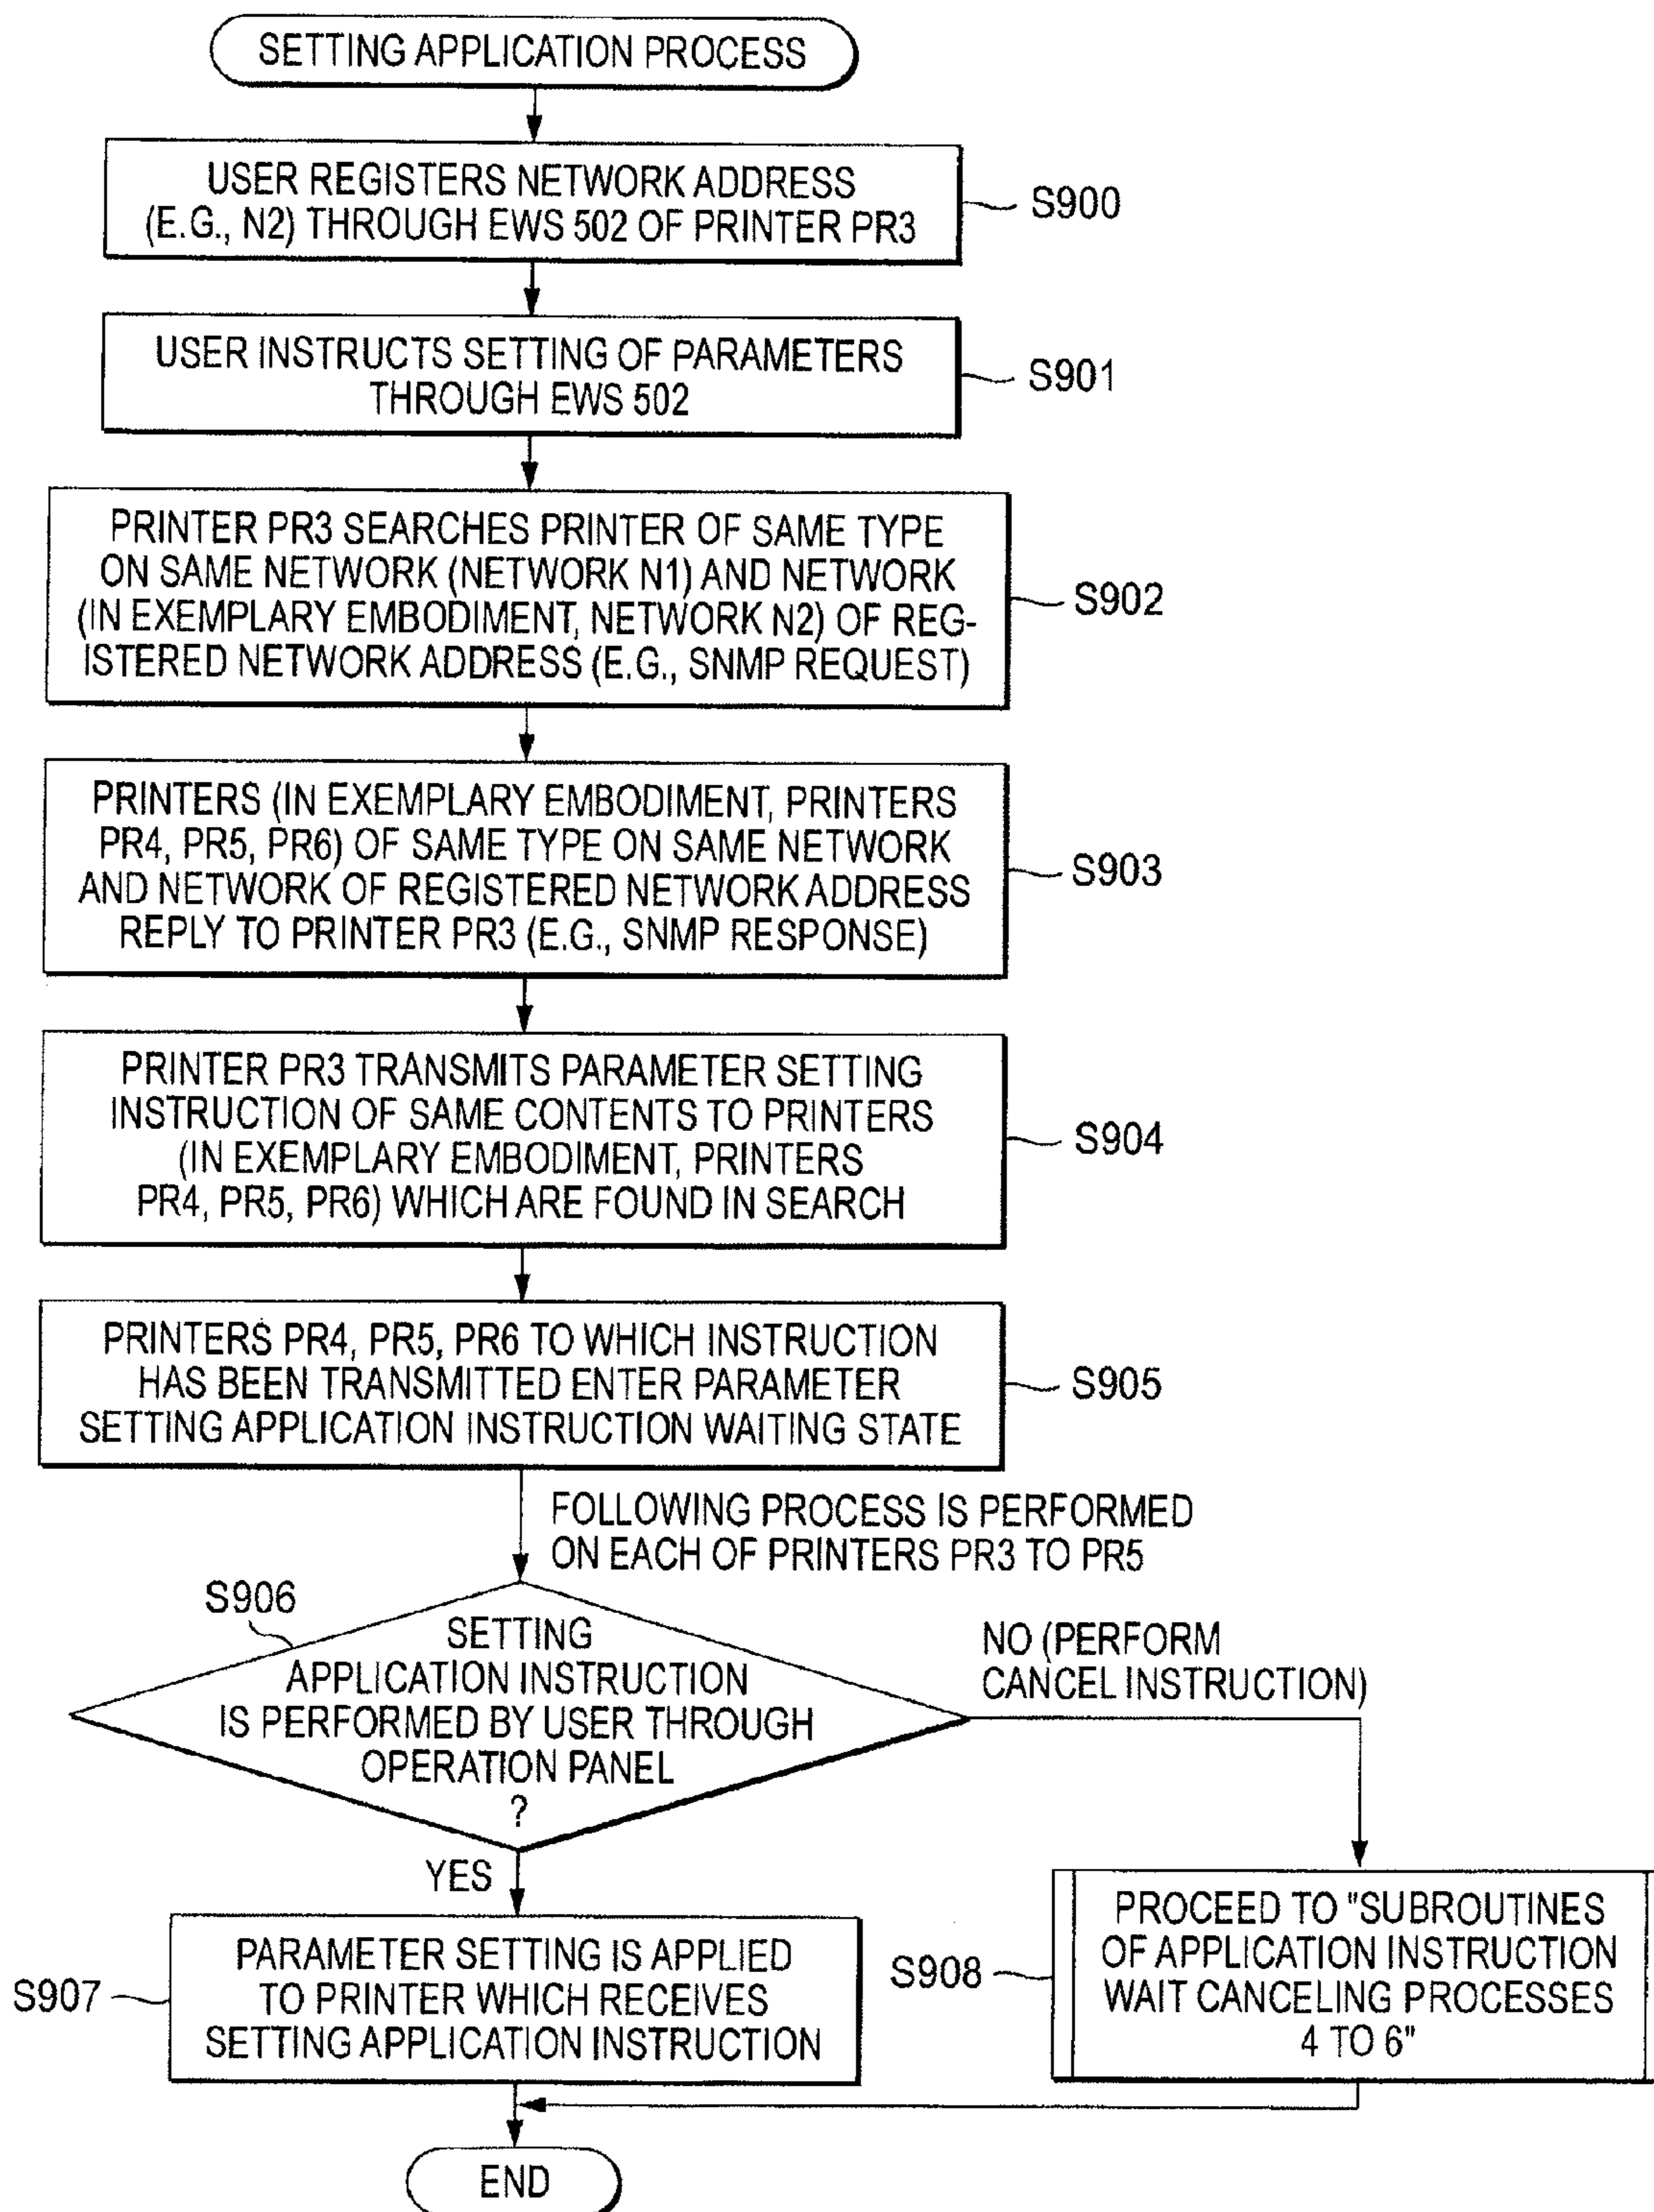 SETTING APPLICATION PROCESS
USER REGISTERS NETWORK ADDRESS
(E.G., N2) THROUGH EWS 502 OF PRINTER PR3
S900
USER INSTRUCTS SETTING OF PARAMETERS
THROUGH EWS 502
S901
PRINTER PR3 SEARCHES PRINTER OF SAME TYPE
ON SAME NETWORK (NETWORK N1) AND NETWORK
(IN EXEMPLARY EMBODIMENT, NETWORK N2) OF REG-
ISTERED NETWORK ADDRESS (E.G., SNMP REQUEST)
S902
PRINTERS (IN EXEMPLARY EMBODIMENT, PRINTERS
PR4, PR5, PR6) OF SAME TYPE ON SAME NETWORK
AND NETWORK OF REGISTERED NETWORK ADDRESS
REPLY TO PRINTER PR3 (E.G., SNMP RESPONSE)
S903
PRINTER PR3 TRANSMITS PARAMETER SETTING
INSTRUCTION OF SAME CONTENTS TO PRINTERS
(IN EXEMPLARY EMBODIMENT, PRINTERS
PR4, PR5, PR6) WHICH ARE FOUND IN SEARCH
S904
PRINTERS PR4, PR5, PR6 TO WHICH INSTRUCTION
HAS BEEN TRANSMITTED ENTER PARAMETER
SETTING APPLICATION INSTRUCTION WAITING STATE
S905
FOLLOWING PROCESS IS PERFORMED
ON EACH OF PRINTERS PR3 TO PR5
S906
SETTING
APPLICATION INSTRUCTION
IS PERFORMED BY USER THROUGH
OPERATION PANEL
?
NO (PERFORM
CANCEL INSTRUCTION)
YES
PARAMETER SETTING IS APPLIED
TO PRINTER WHICH RECEIVES
SETTING APPLICATION INSTRUCTION
S907
PROCEED TO "SUBROUTINES
OF APPLICATION INSTRUCTION
WAIT CANCELING PROCESSES
4 TO 6"
S908
END